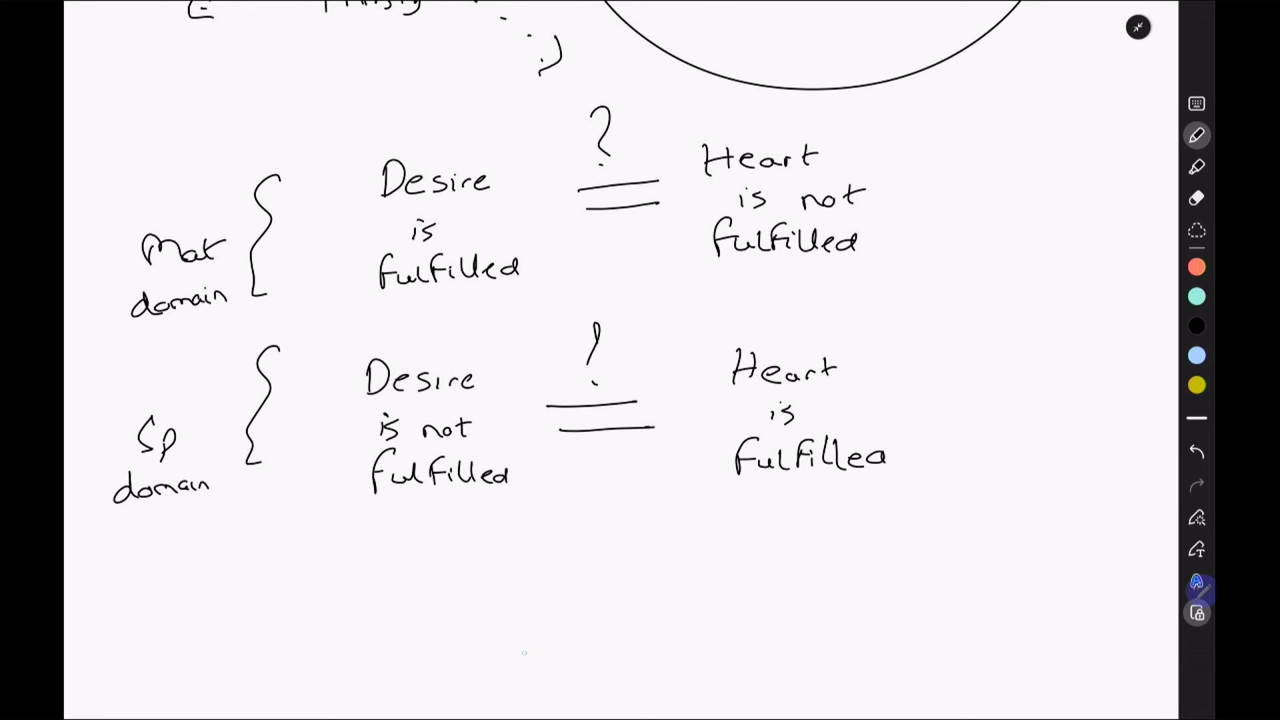 ?
Desire = Heart
is is not
fulfilled fulfilled
Mat
domain
!
Desire = Heart
is not is
fulfilled fulfilled
Sp
domain